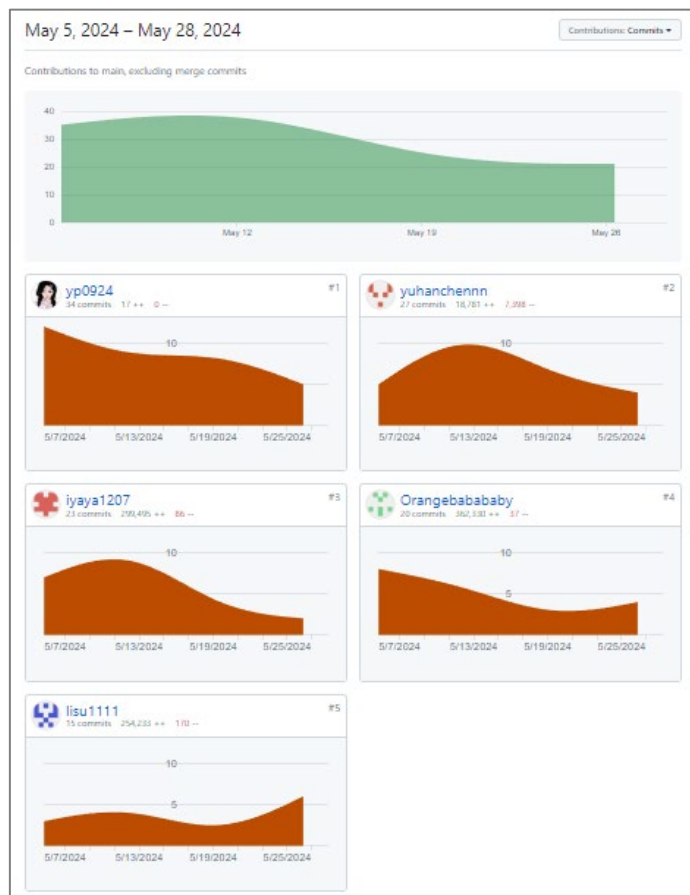 May 5, 2024 – May 28, 2024
Contributions: Commits
Contributions to main, excluding merge commits
40
30
20
10
0
May 12
May 19
May 26
yp0924
#1
34 commits 17 ++ 0 --
10
5/7/2024 5/13/2024 5/19/2024 5/25/2024
yuhanchennn
#2
27 commits 18,781 ++ 7,398 --
10
5/7/2024 5/13/2024 5/19/2024 5/25/2024
iyaya1207
#3
23 commits 299,495 ++ 86 --
10
5/7/2024 5/13/2024 5/19/2024 5/25/2024
Orangebabababy
#4
20 commits 362,330 ++ 37 --
10
5
5/7/2024 5/13/2024 5/19/2024 5/25/2024
lisu1111
#5
15 commits 254,233 ++ 170 --
10
5
5/7/2024 5/13/2024 5/19/2024 5/25/2024